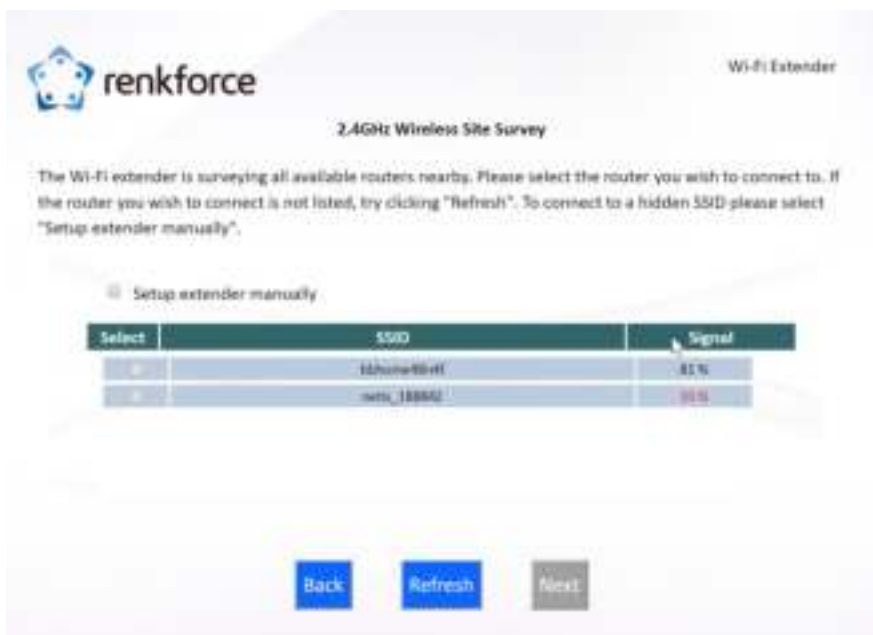 renkforce
Wi-Fi Extender
2.4GHz Wireless Site Survey
The Wi-Fi extender is surveying all available routers nearby. Please select the router you wish to connect to. If
the router you wish to connect is not listed, try clicking "Refresh". To connect to a hidden SSID please select
"Setup extender manually".
Setup extender manually
Select SSID Signal
81%
Back Refresh Next